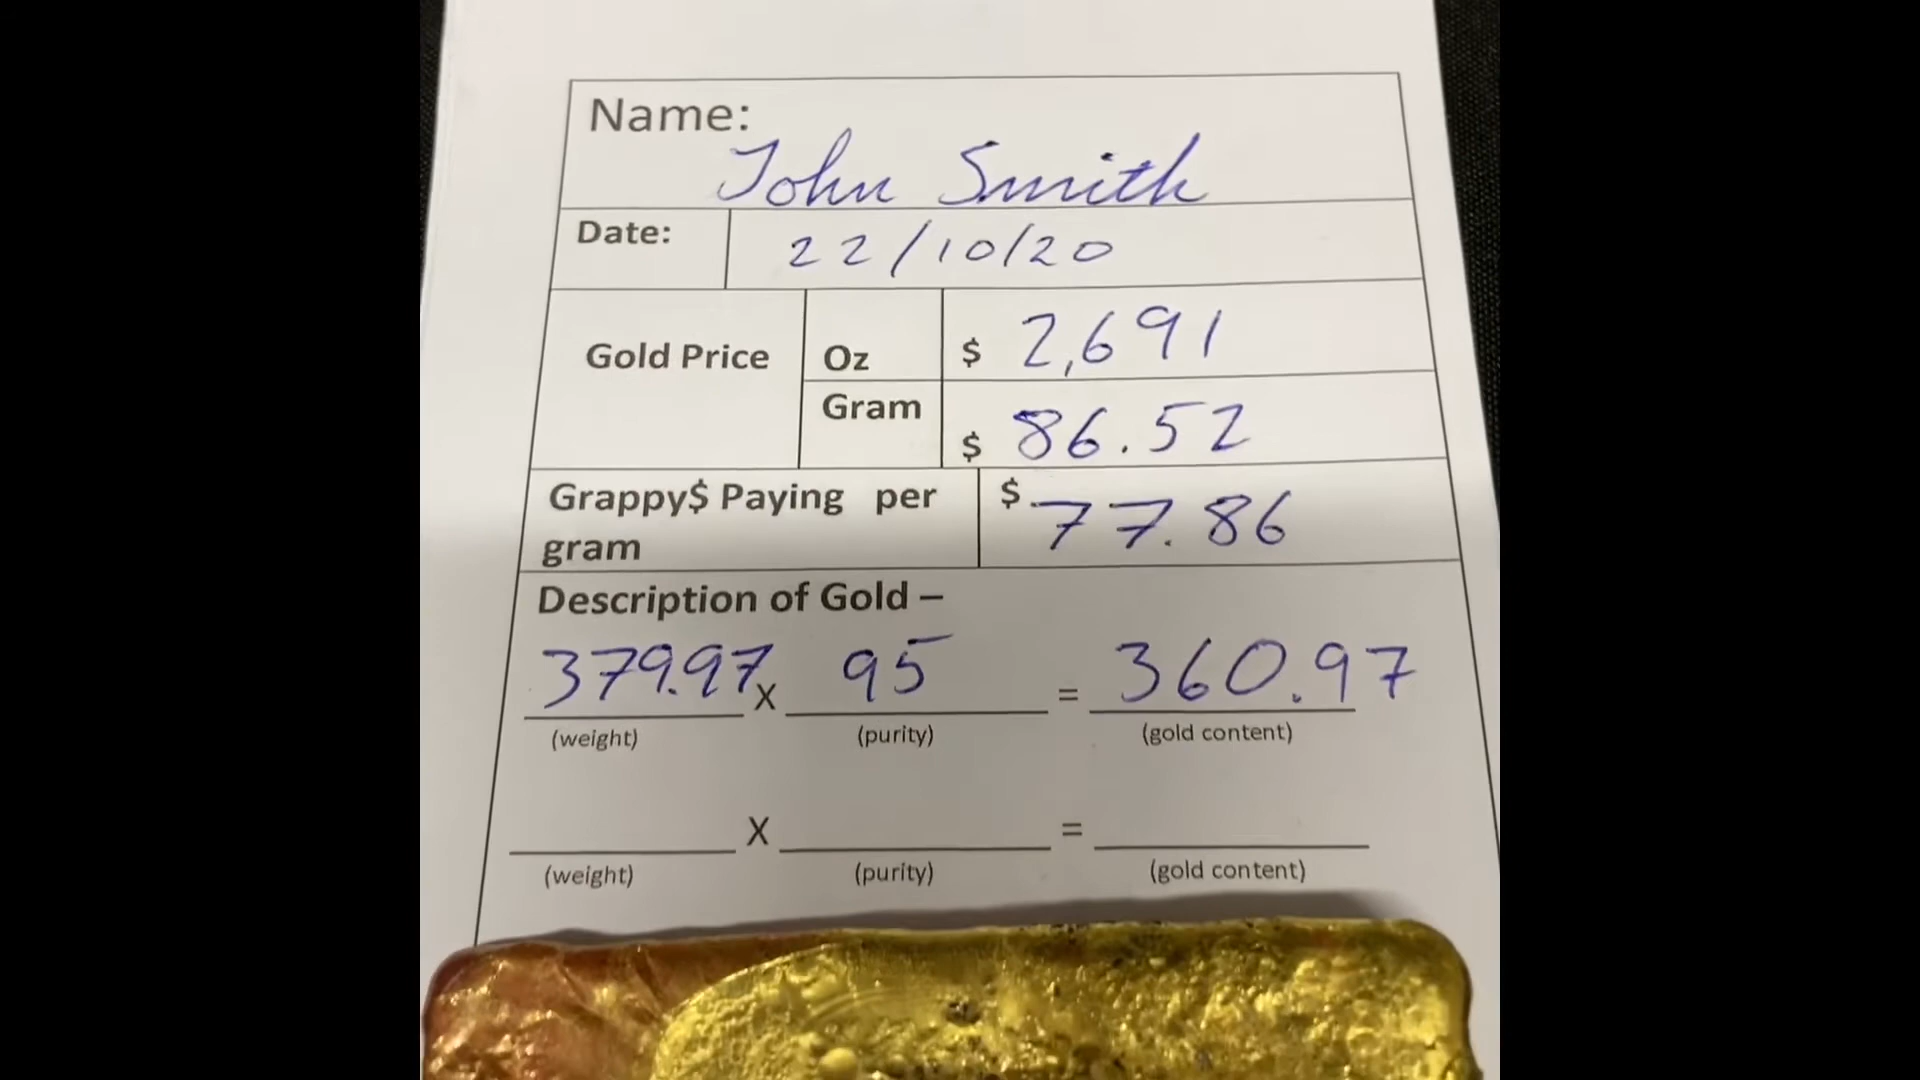 Name:
John Smith
Date: 22/10/20
Gold Price Oz $ 2,691
Gram $ 86.52
Grappy$ Paying per gram $ 77.86
Description of Gold –
379.97 X 95 = 360.97
(weight) (purity) (gold content)
X =
(weight) (purity) (gold content)